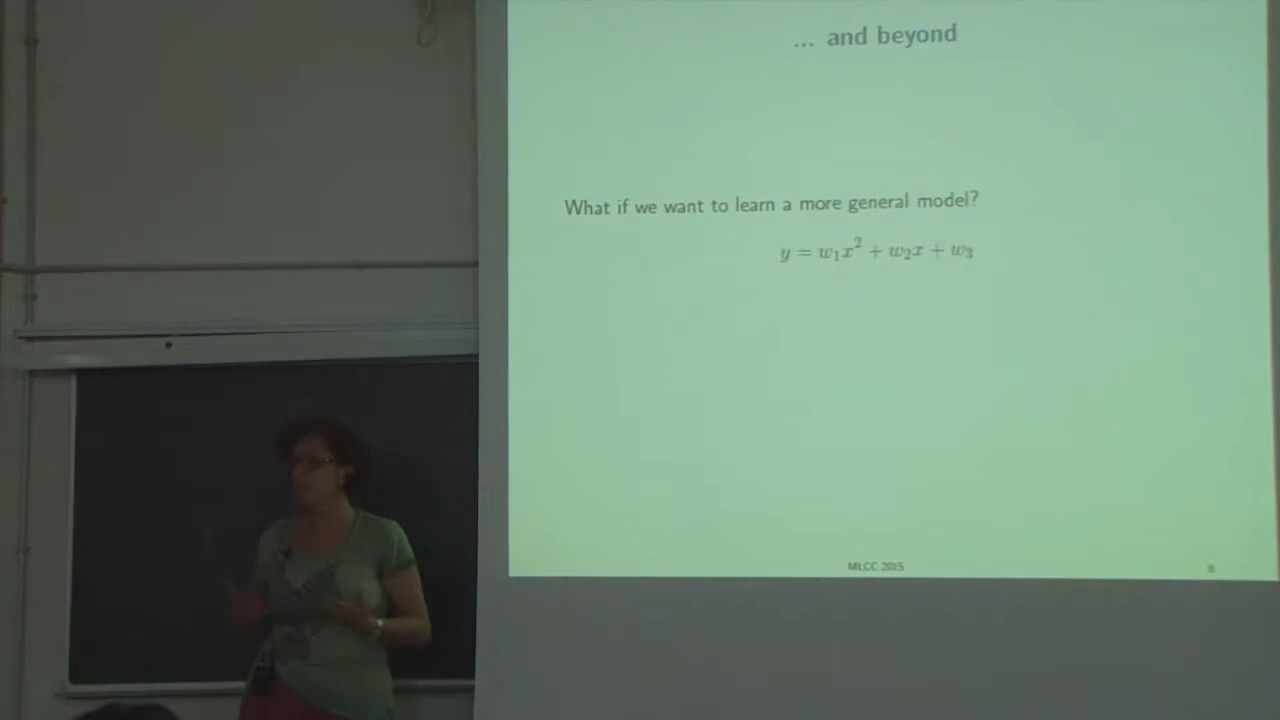 ... and beyond
What if we want to learn a more general model?
y = w₁x² + w₂x + w₃
MLCC 2015